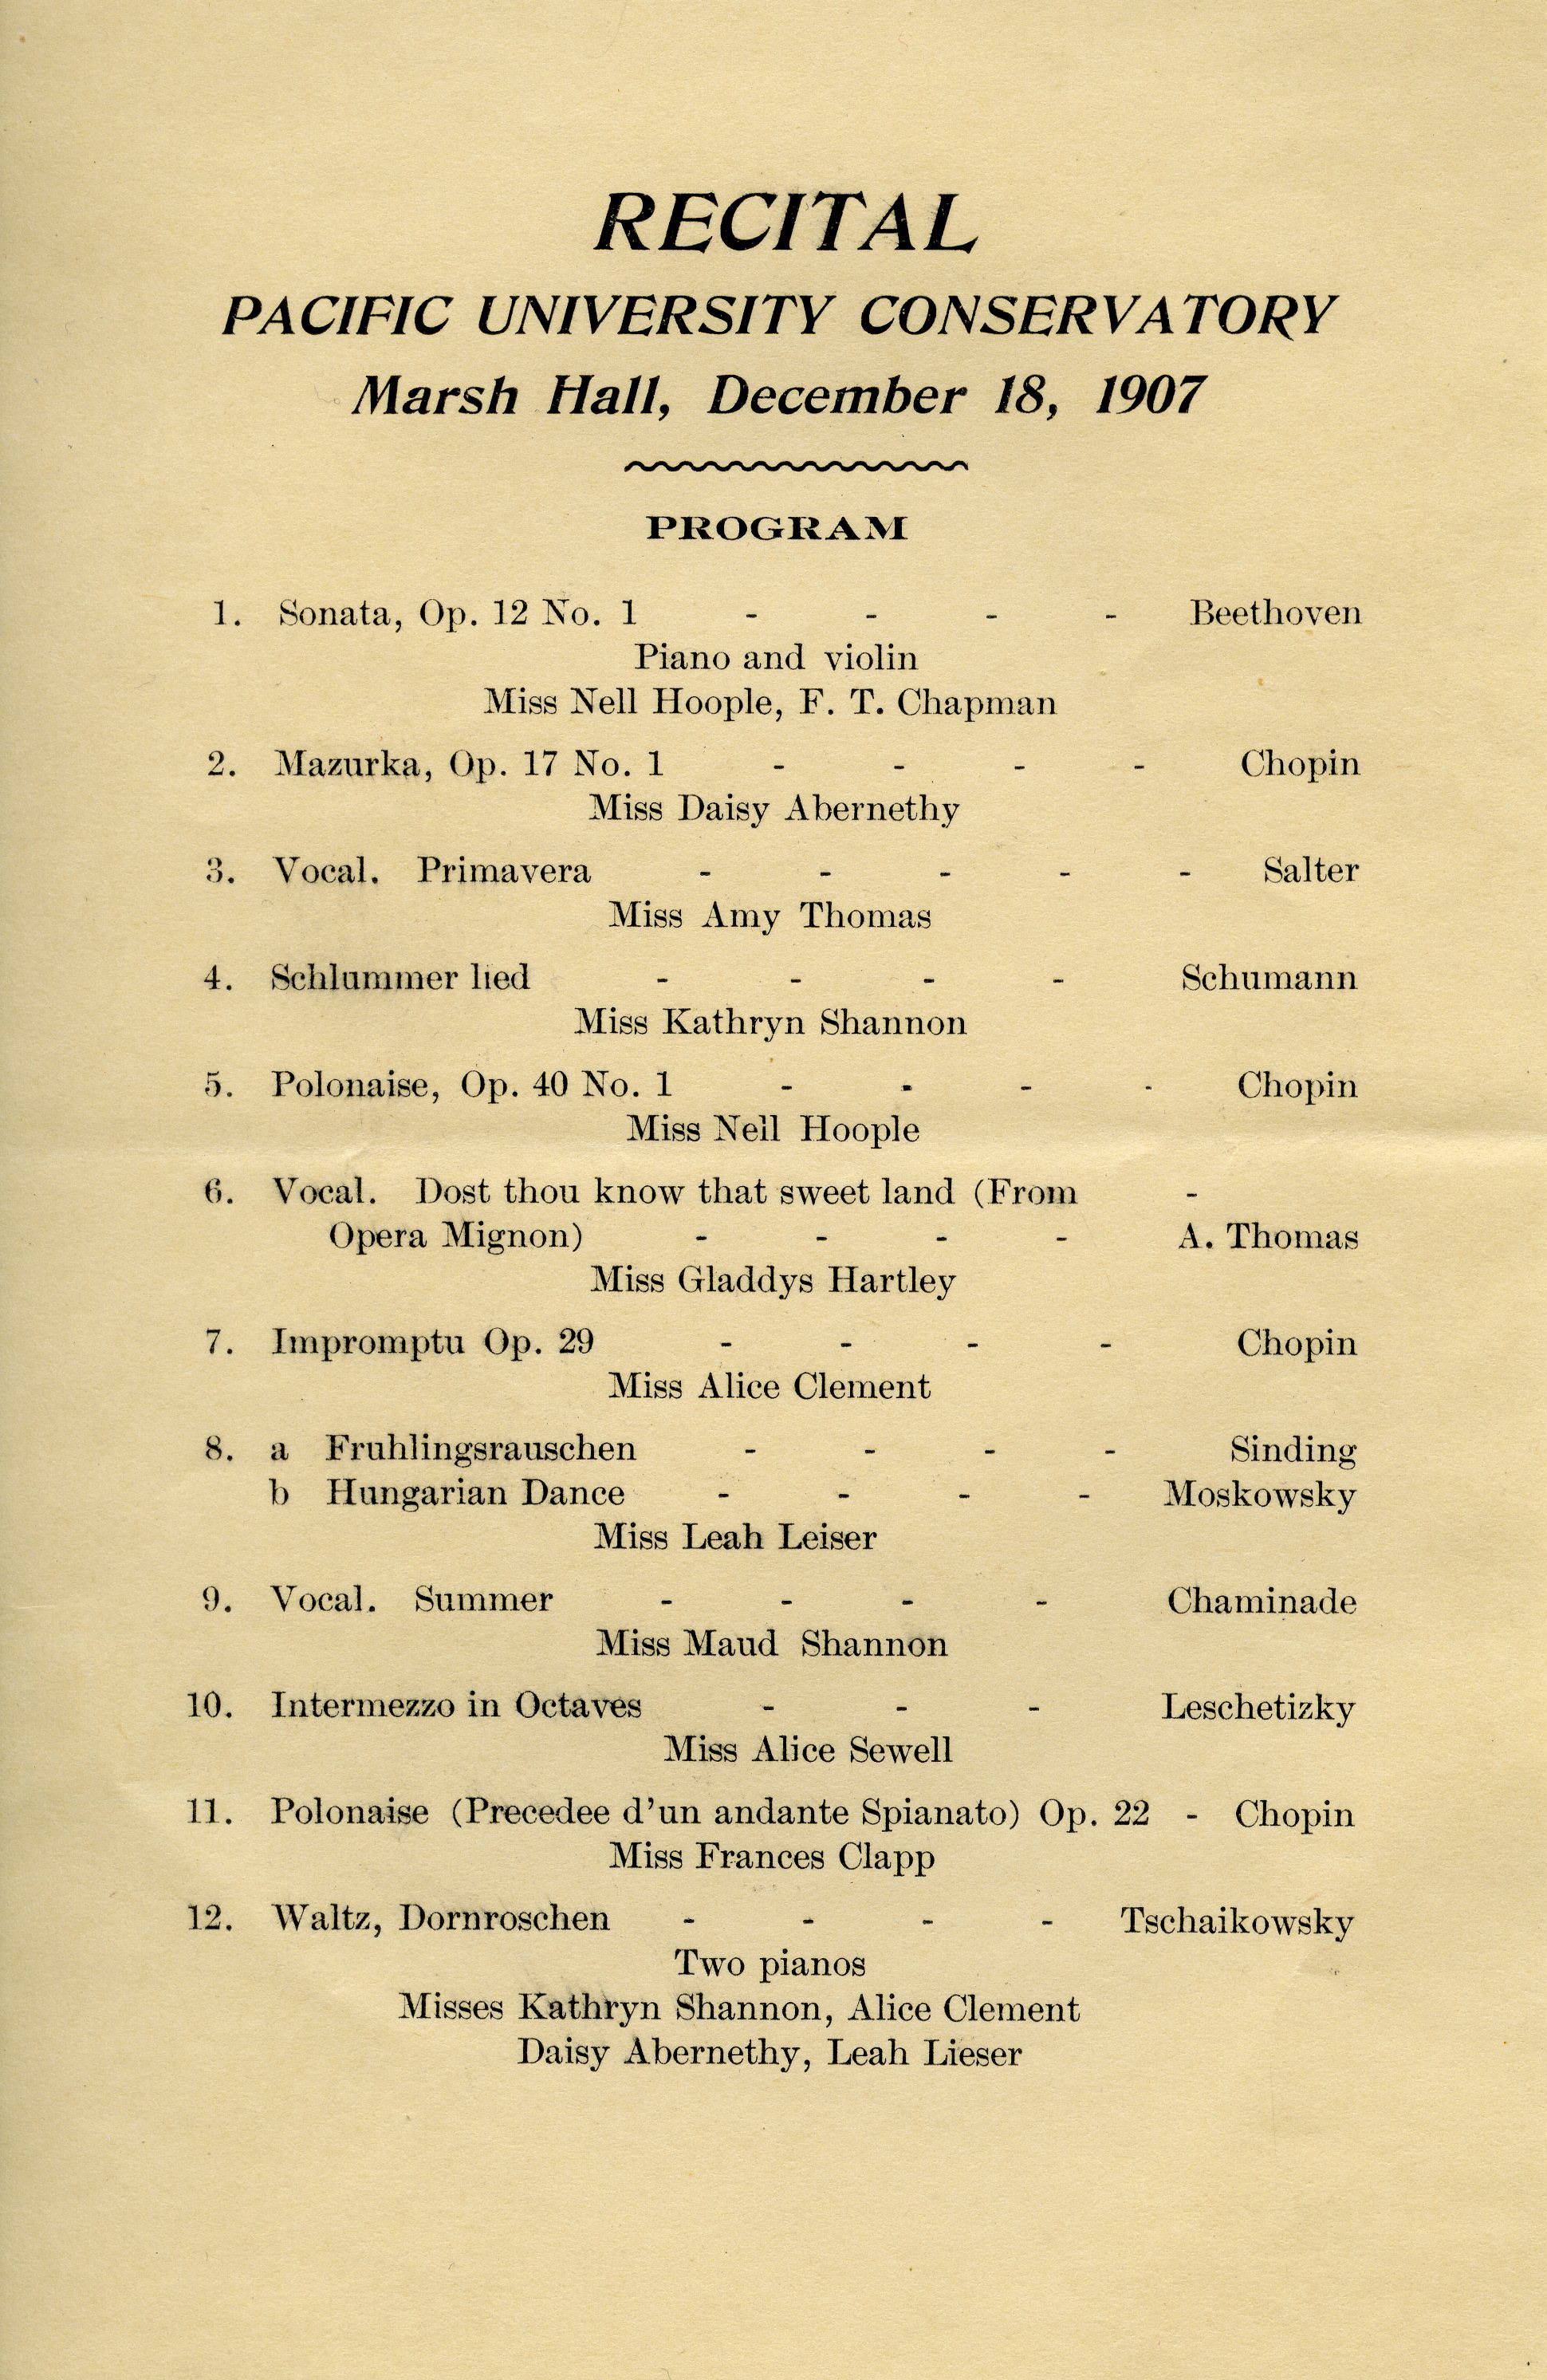 RECITAL
PACIFIC UNIVERSITY CONSERVATORY
Marsh Hall, December 18, 1907
PROGRAM
1. Sonata, Op. 12 No. 1 - - - - Beethoven
Piano and violin
Miss Nell Hoople, F. T. Chapman
2. Mazurka, Op. 17 No. 1 - - - - Chopin
Miss Daisy Abernethy
3. Vocal. Primavera - - - - - Salter
Miss Amy Thomas
4. Schlummer lied - - - - Schumann
Miss Kathryn Shannon
5. Polonaise, Op. 40 No. 1 - - - - Chopin
Miss Nell Hoople
6. Vocal. Dost thou know that sweet land (From -
Opera Mignon) - - - - A. Thomas
Miss Gladdys Hartley
7. Impromptu Op. 29 - - - - Chopin
Miss Alice Clement
8. a Fruhlingsrauschen - - - - Sinding
b Hungarian Dance - - - - Moskowsky
Miss Leah Leiser
9. Vocal. Summer - - - - Chaminade
Miss Maud Shannon
10. Intermezzo in Octaves - - - Leschetizky
Miss Alice Sewell
11. Polonaise (Precedee d'un andante Spianato) Op. 22 - Chopin
Miss Frances Clapp
12. Waltz, Dornroschen - - - - Tschaikowsky
Two pianos
Misses Kathryn Shannon, Alice Clement
Daisy Abernethy, Leah Lieser